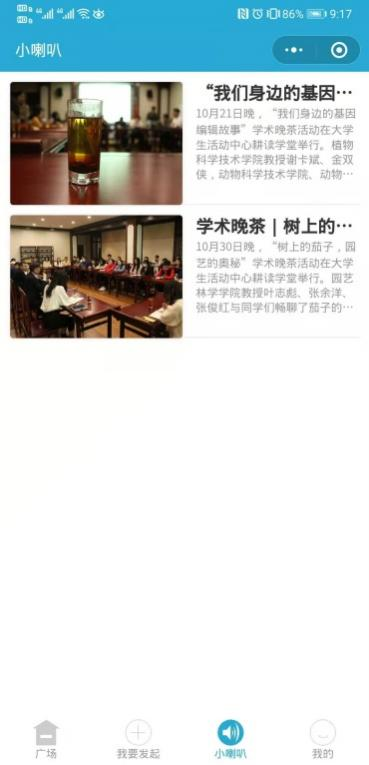 86% 9:17
小喇叭
“我们身边的基因…
10月21日晚，“我们身边的基因
编辑故事”学术晚茶活动在大学
生活动中心耕读学堂举行。植物
科学技术学院教授谢卡斌、金双
侠，动物科学技术学院、动物…
学术晚茶｜树上的…
10月30日晚，“树上的茄子，园
艺的奥秘”学术晚茶活动在大学
生活动中心耕读学堂举行。园艺
林学学院教授叶志彪、张余洋、
张俊红与同学们畅聊了茄子的…
广场
我要发起
小喇叭
我的